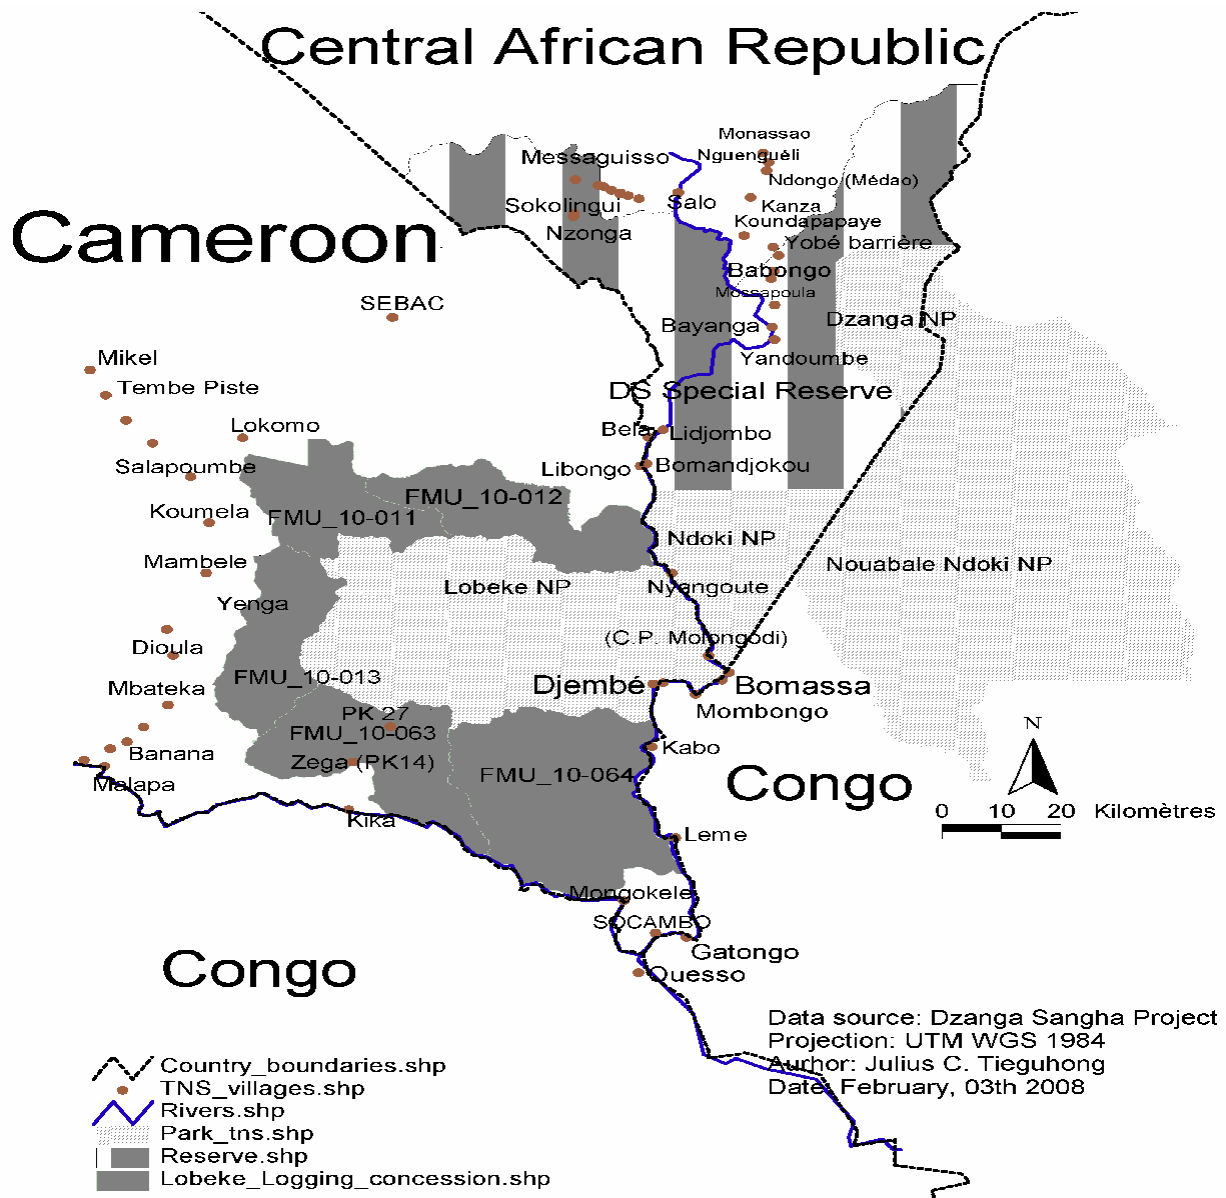 Central African Republic
Monassao
Nguenguéli
Messaguisso
Ndongo (Médao)
Sokolingui
Salo
Kanza
Koundapapaye
Nzonga
Yobé barrière
Cameroon
Babongo
Mossapoula
SEBAC
Bayanga
Dzanga NP
Mikel
Yandoumbe
Tembe Piste
DS Special Reserve
Lokomo
Bela
Lidjombo
Salapoumbe
Libongo
Bomandjokou
FMU_10-012
Koumela
FMU_10-011
Ndoki NP
Mambele
Nouabale Ndoki NP
Lobeke NP
Nyangoute
Yenga
(C.P. Molongodi)
Dioula
FMU_10-013
Djembé
Bomassa
Mbateka
Mombongo
PK 27
N
FMU_10-063
Kabo
Banana
Zega (PK14)
FMU_10-064
Congo
Malapa
0 10 20 Kilomètres
Kika
Leme
Mongokele
SOCAMBO
Gatongo
Congo
Ouesso
Data source: Dzanga Sangha Project
Projection: UTM WGS 1984
Author: Julius C. Tieguhong
Date: February, 03th 2008
Country_boundaries.shp
TNS_villages.shp
Rivers.shp
Park_tns.shp
Reserve.shp
Lobeke_Logging_concession.shp